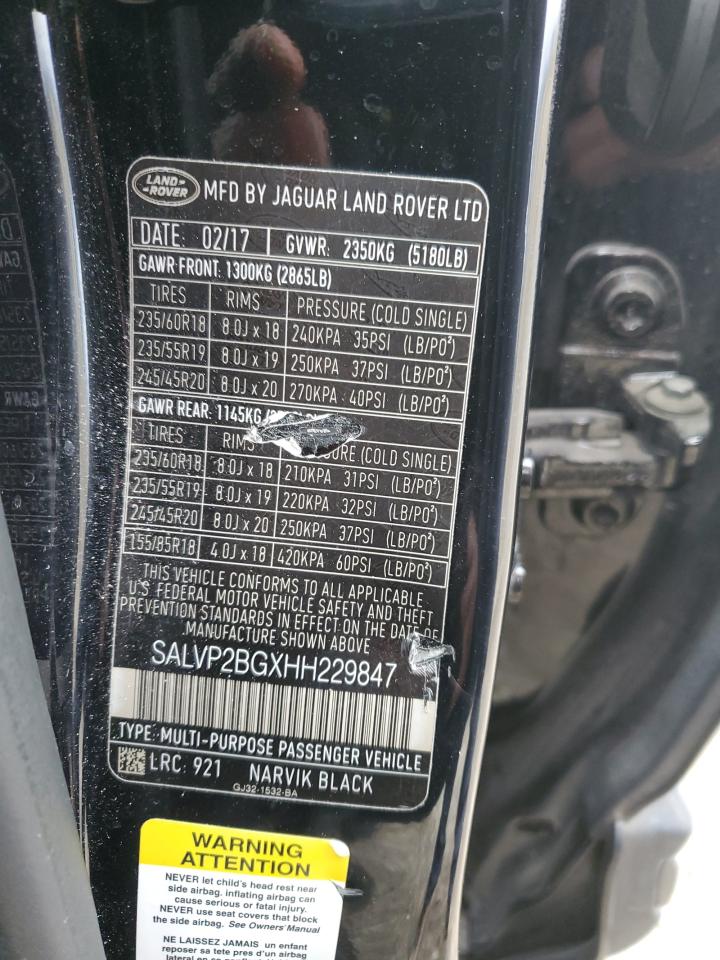 LAND ROVER MFD BY JAGUAR LAND ROVER LTD
DATE: 02/17 GVWR: 2350KG (5180LB)
GAWR FRONT: 1300KG (2865LB)
TIRES RIMS PRESSURE (COLD SINGLE)
235/60R18 8.0J x 18 240KPA 35PSI (LB/PO²)
235/55R19 8.0J x 19 250KPA 37PSI (LB/PO²)
245/45R20 8.0J x 20 270KPA 40PSI (LB/PO²)
GAWR REAR: 1145KG
TIRES RIMS (COLD SINGLE)
235/60R18 8.0J x 18 210KPA 31PSI (LB/PO²)
235/55R19 8.0J x 19 220KPA 32PSI (LB/PO²)
245/45R20 8.0J x 20 250KPA 37PSI (LB/PO²)
155/85R18 4.0J x 18 420KPA 60PSI (LB/PO²)
THIS VEHICLE CONFORMS TO ALL APPLICABLE
U.S. FEDERAL MOTOR VEHICLE SAFETY AND THEFT
PREVENTION STANDARDS IN EFFECT ON THE DATE OF
MANUFACTURE SHOWN ABOVE
SALVP2BGXHH229847
TYPE: MULTI-PURPOSE PASSENGER VEHICLE
LRC: 921 NARVIK BLACK
GJ32-1532-BA
WARNING
ATTENTION
NEVER let child's head rest near
side airbag. inflating airbag can
cause serious or fatal injury.
NEVER use seat covers that block
the side airbag. See Owners' Manual
NE LAISSEZ JAMAIS un enfant
reposer sa tete pres d'un airbag